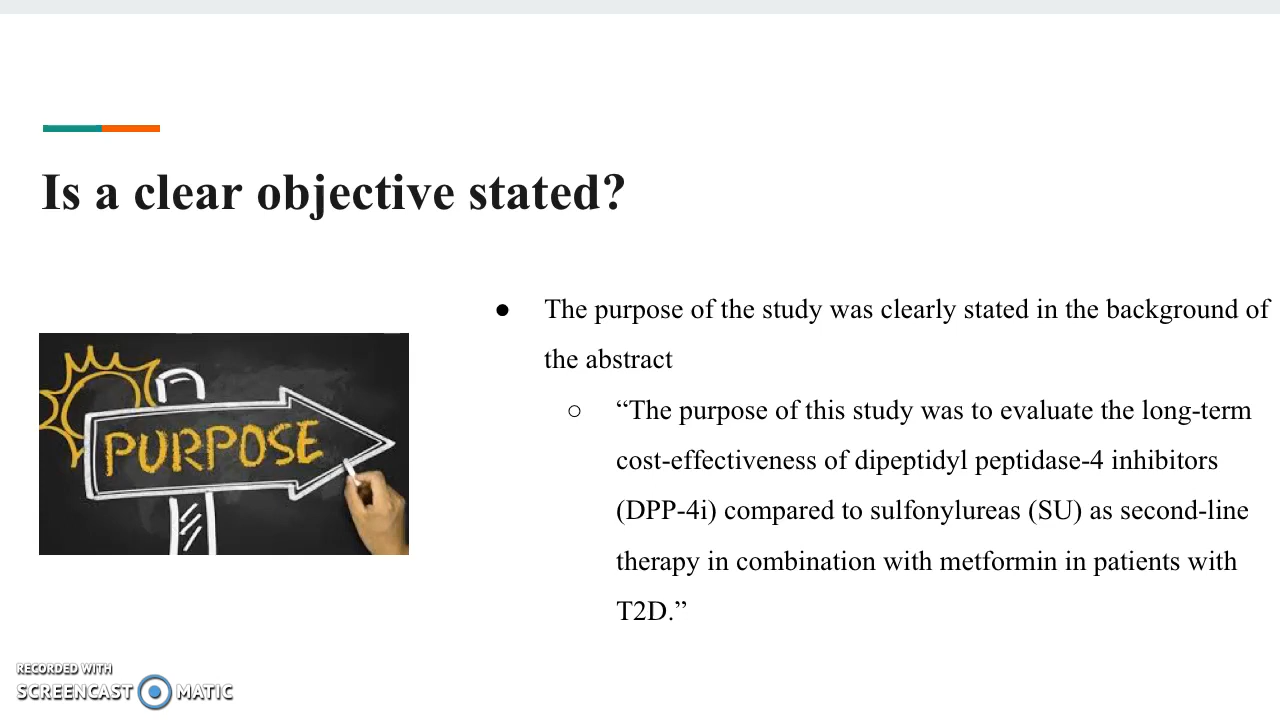 Is a clear objective stated?
● The purpose of the study was clearly stated in the background of
the abstract
○ “The purpose of this study was to evaluate the long-term
cost-effectiveness of dipeptidyl peptidase-4 inhibitors
(DPP-4i) compared to sulfonylureas (SU) as second-line
therapy in combination with metformin in patients with
T2D.”
PURPOSE
RECORDED WITH
SCREENCAST MATIC